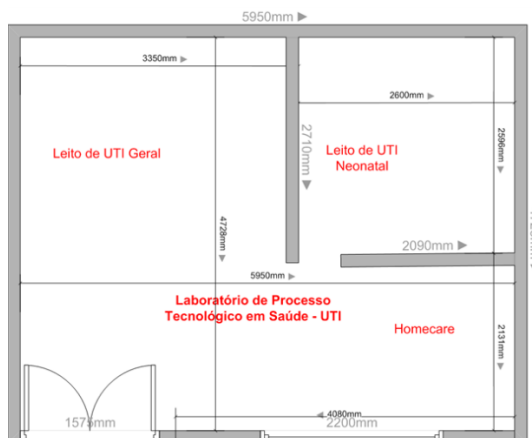 5950mm
3350mm
2600mm
Leito de UTI Geral
Leito de UTI
Neonatal
2710mm
2596mm
4728mm
2090mm
5950mm
Laboratório de Processo
Tecnológico em Saúde - UTI
Homecare
2131mm
4080mm
1575mm
2200mm